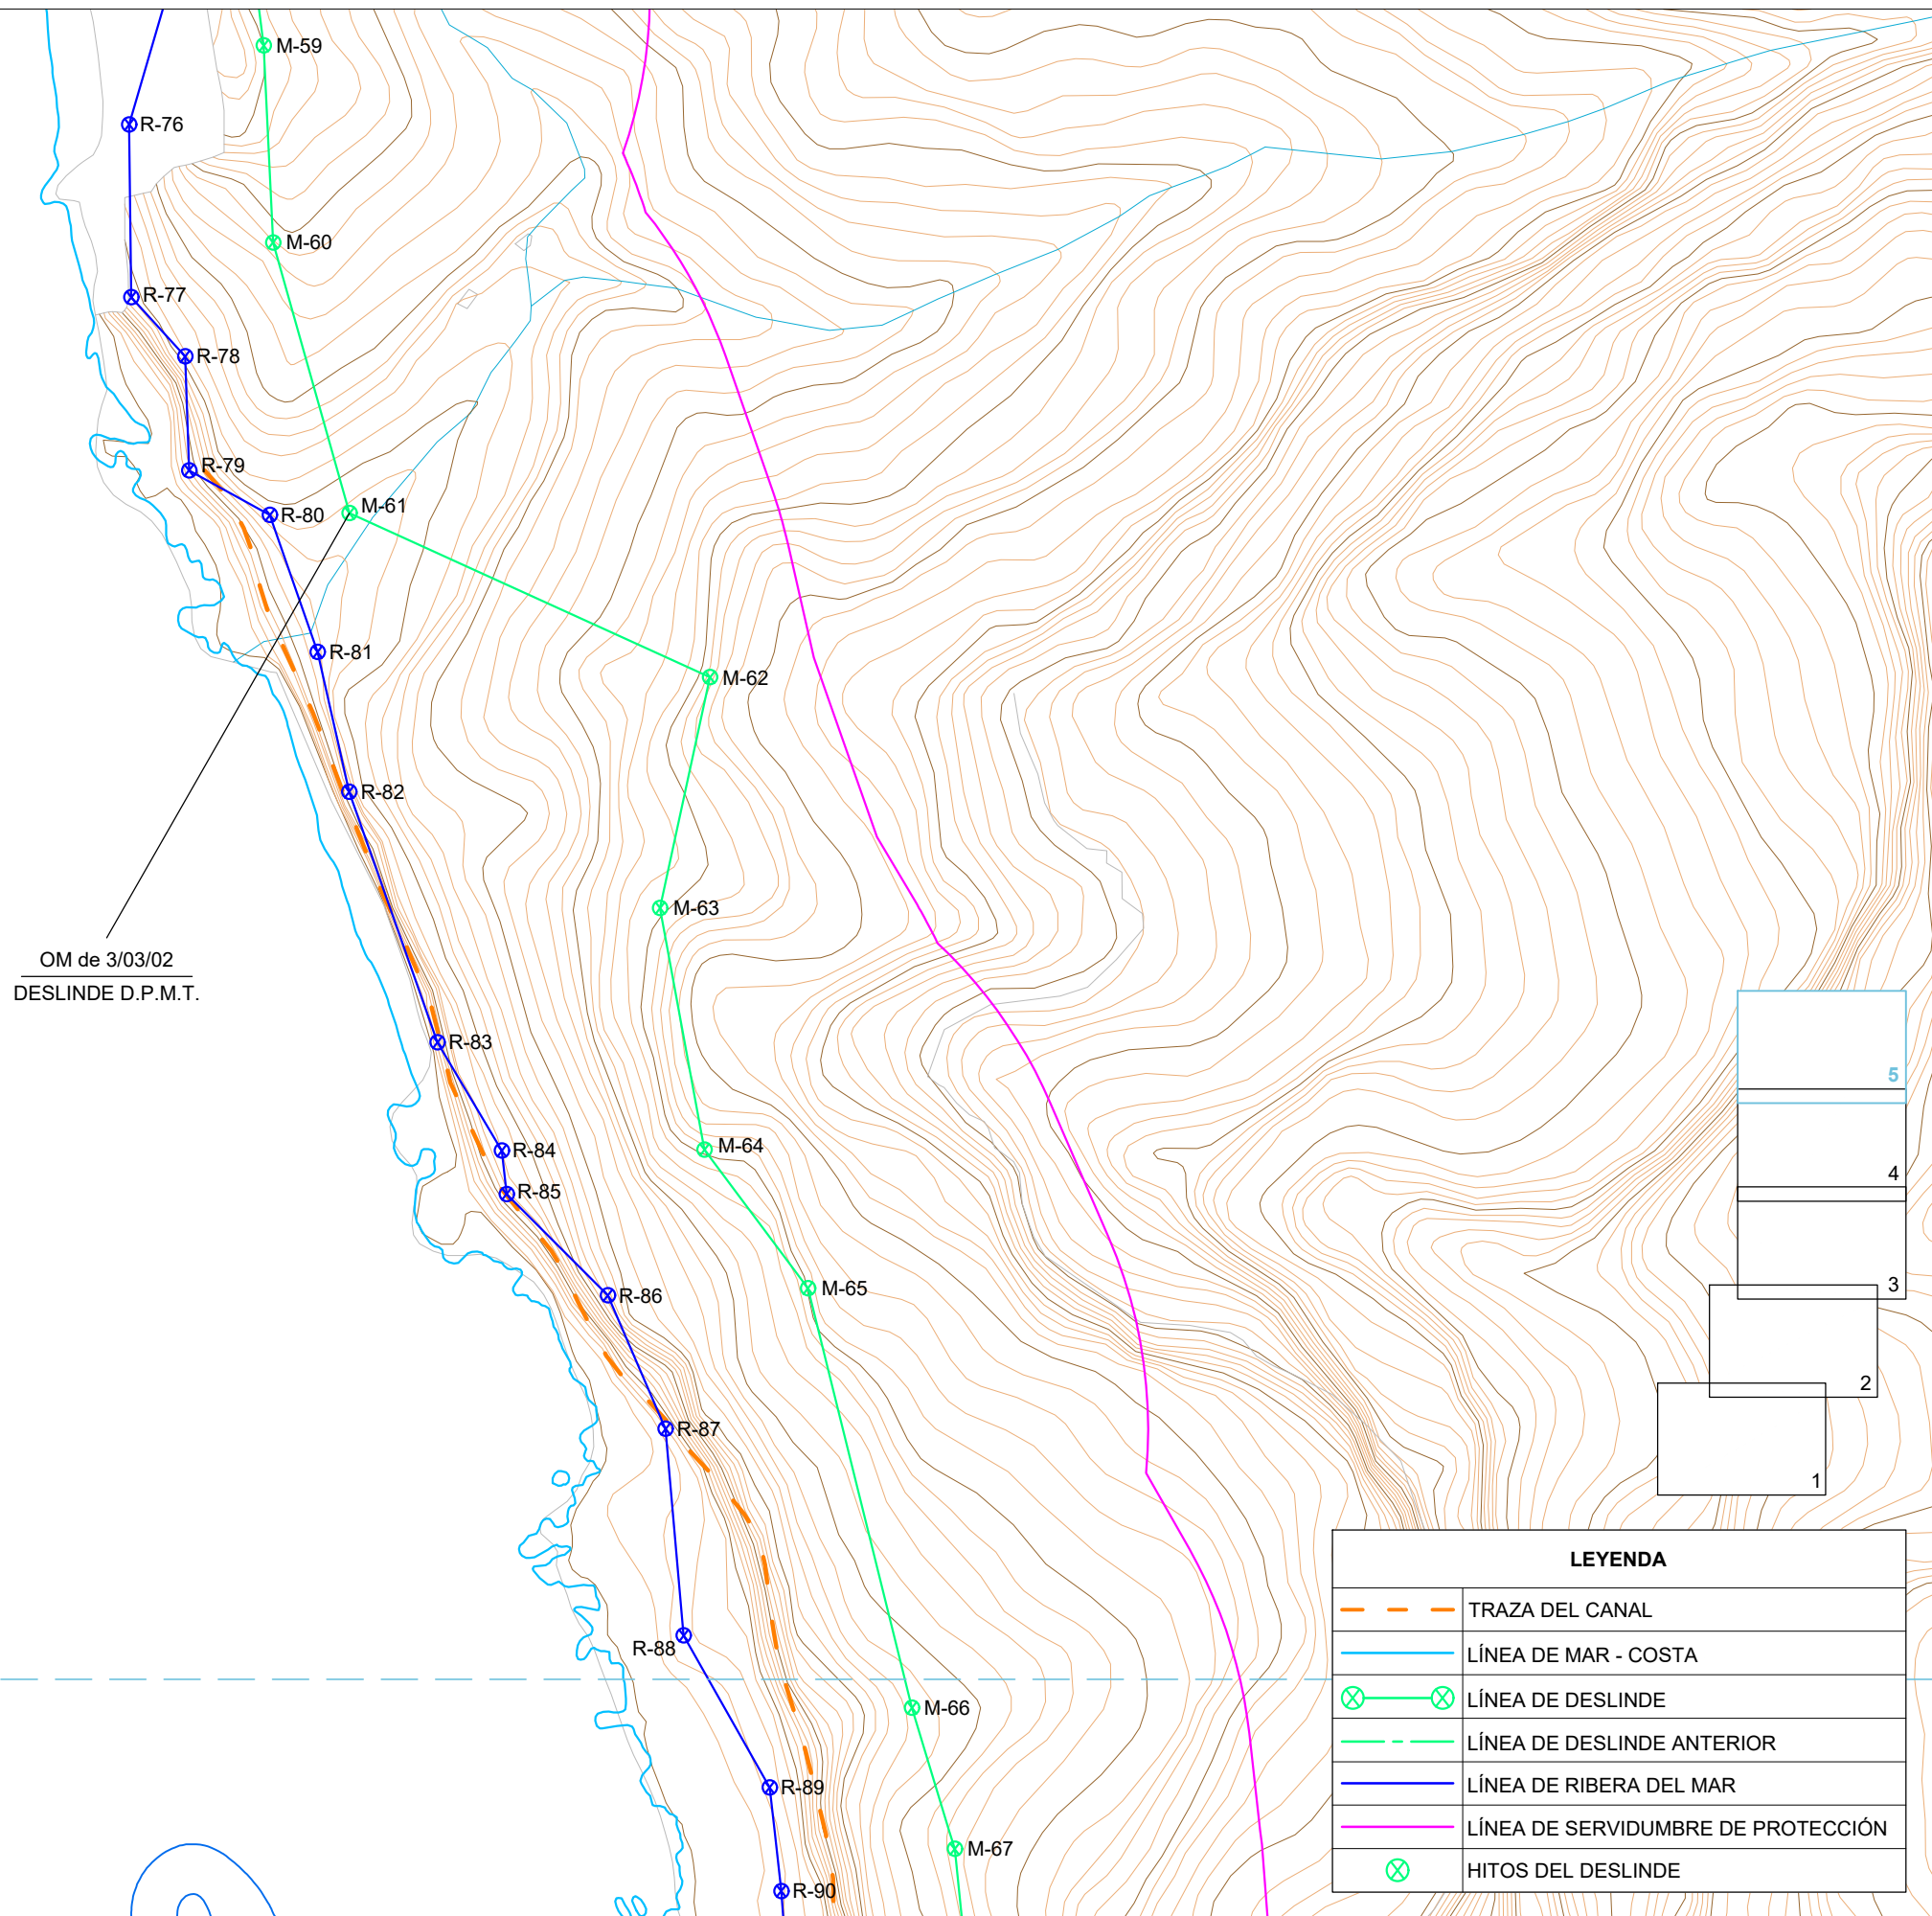 M-59
R-76
M-60
R-77
R-78
R-79
M-61
R-80
R-81
M-62
R-82
M-63
OM de 3/03/02
DESLINDE D.P.M.T.
R-83
5
M-64
R-84
4
R-85
M-65
3
R-86
2
R-87
1
LEYENDA
TRAZA DEL CANAL
R-88
LÍNEA DE MAR - COSTA
LÍNEA DE DESLINDE
M-66
LÍNEA DE DESLINDE ANTERIOR
R-89
LÍNEA DE RIBERA DEL MAR
LÍNEA DE SERVIDUMBRE DE PROTECCIÓN
M-67
HITOS DEL DESLINDE
R-90